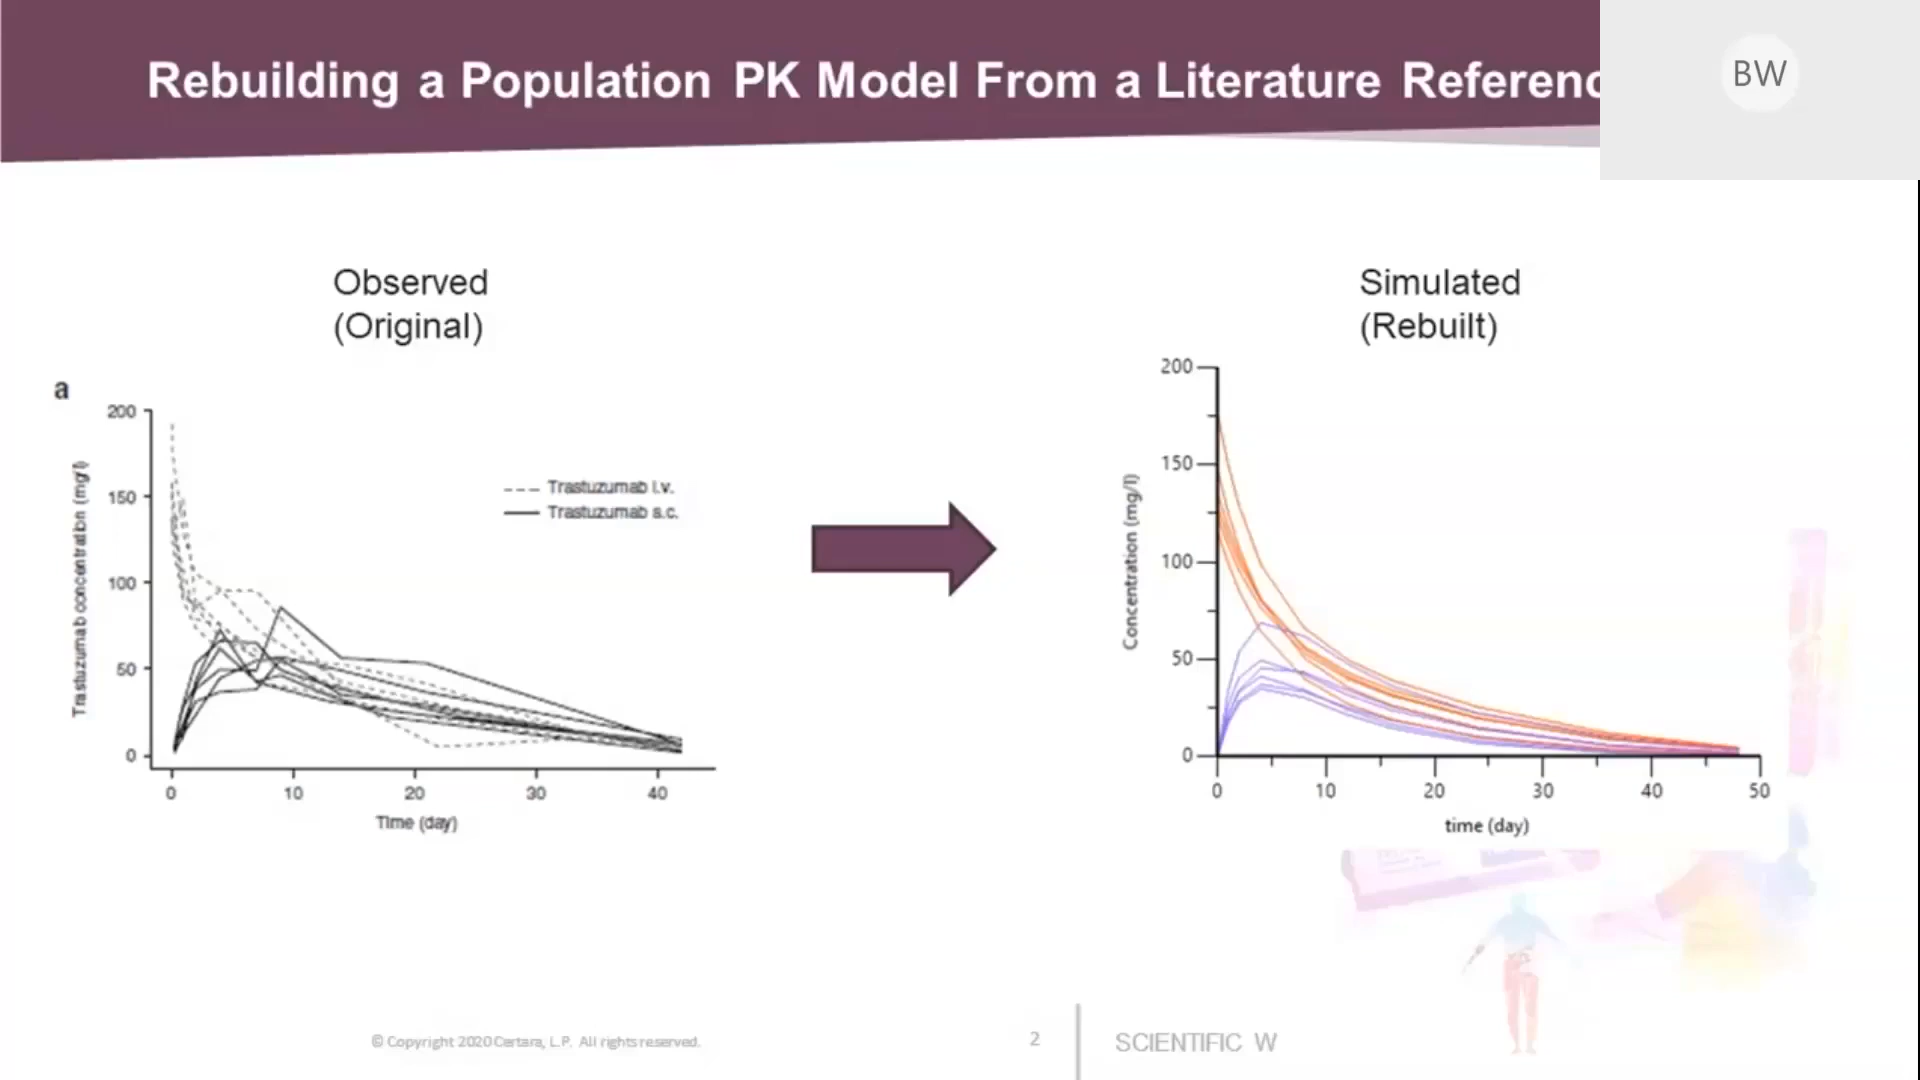 Rebuilding a Population PK Model From a Literature Referenc
BW
Observed
(Original)
Simulated
(Rebuilt)
a
200
150
100
50
0
Trastuzumab concentration (mg/l)
Trastuzumab i.v.
Trastuzumab s.c.
0 10 20 30 40
Time (day)
200
150
100
50
0
Concentration (mg/l)
0 10 20 30 40 50
time (day)
© Copyright 2020 Certara, L.P. All rights reserved.
2
SCIENTIFIC W